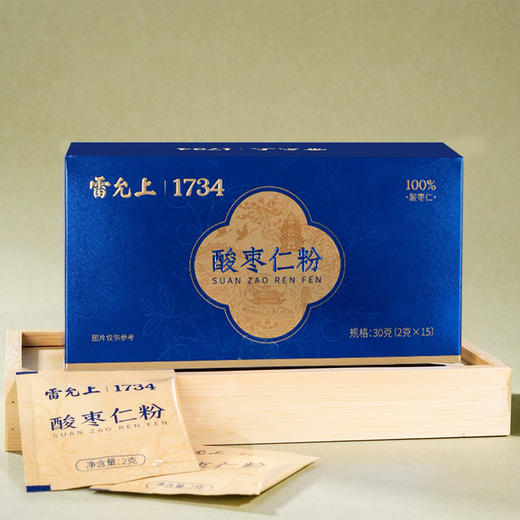 雷允上 | 1734
100%
酸枣仁
酸枣仁粉
SUAN ZAO REN FEN
图片仅供参考
规格:30克(2克×15)
雷允上 | 1734
酸枣仁粉
SUAN ZAO REN FEN
净含量:2克